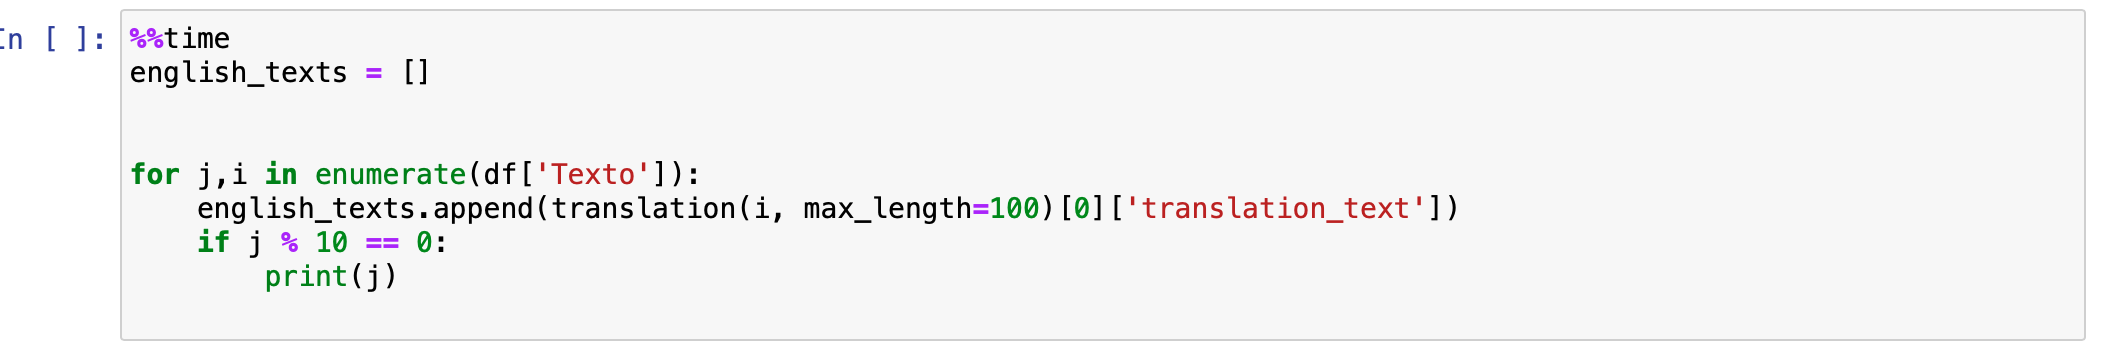 In [ ]:
%%time
english_texts = []
for j,i in enumerate(df['Texto']):
    english_texts.append(translation(i, max_length=100)[0]['translation_text'])
    if j % 10 == 0:
        print(j)